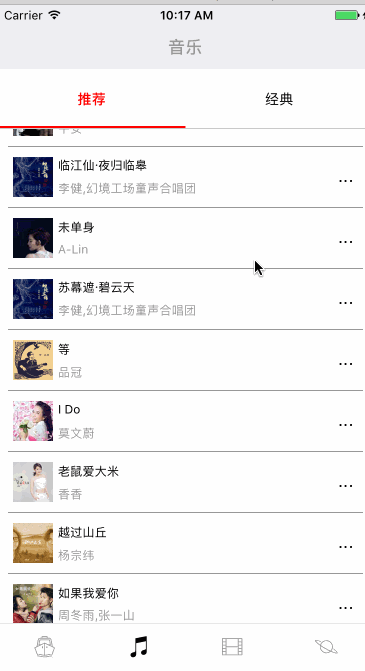 Carrier
10:17 AM
音乐
推荐
经典
平安
临江仙·夜归临皋
李健,幻境工场童声合唱团
...
未单身
A-Lin
...
苏幕遮·碧云天
李健,幻境工场童声合唱团
...
等
品冠
...
I Do
莫文蔚
...
老鼠爱大米
香香
...
越过山丘
杨宗纬
...
如果我爱你
周冬雨,张一山
...